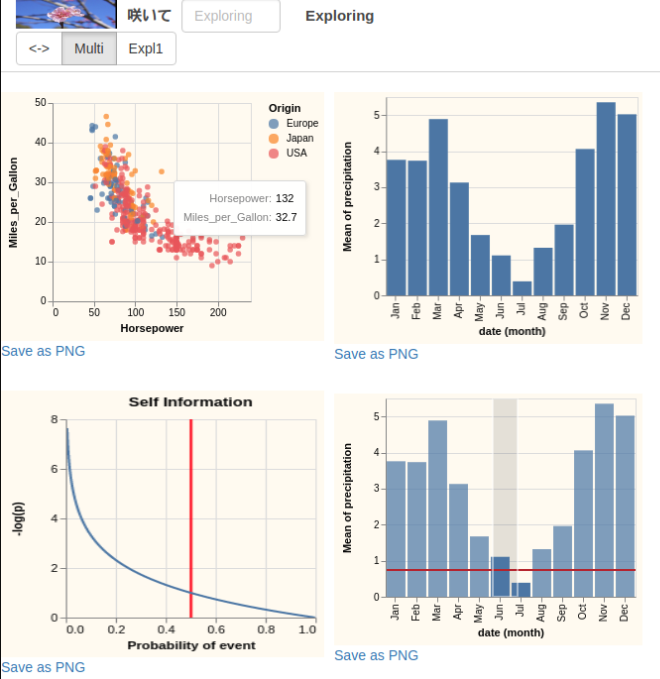 咲いて Exploring Exploring
<-> Multi Expl1
50
40
30
20
10
0
Miles_per_Gallon
0 50 100 150 200
Horsepower
Origin
Europe
Japan
USA
Horsepower: 132
Miles_per_Gallon: 32.7
Save as PNG
5
4
3
2
1
0
Mean of precipitation
Jan Feb Mar Apr May Jun Jul Aug Sep Oct Nov Dec
date (month)
Save as PNG
Self Information
8
6
4
2
0
-log(p)
0.0 0.2 0.4 0.6 0.8 1.0
Probability of event
Save as PNG
5
4
3
2
1
0
Mean of precipitation
Jan Feb Mar Apr May Jun Jul Aug Sep Oct Nov Dec
date (month)
Save as PNG